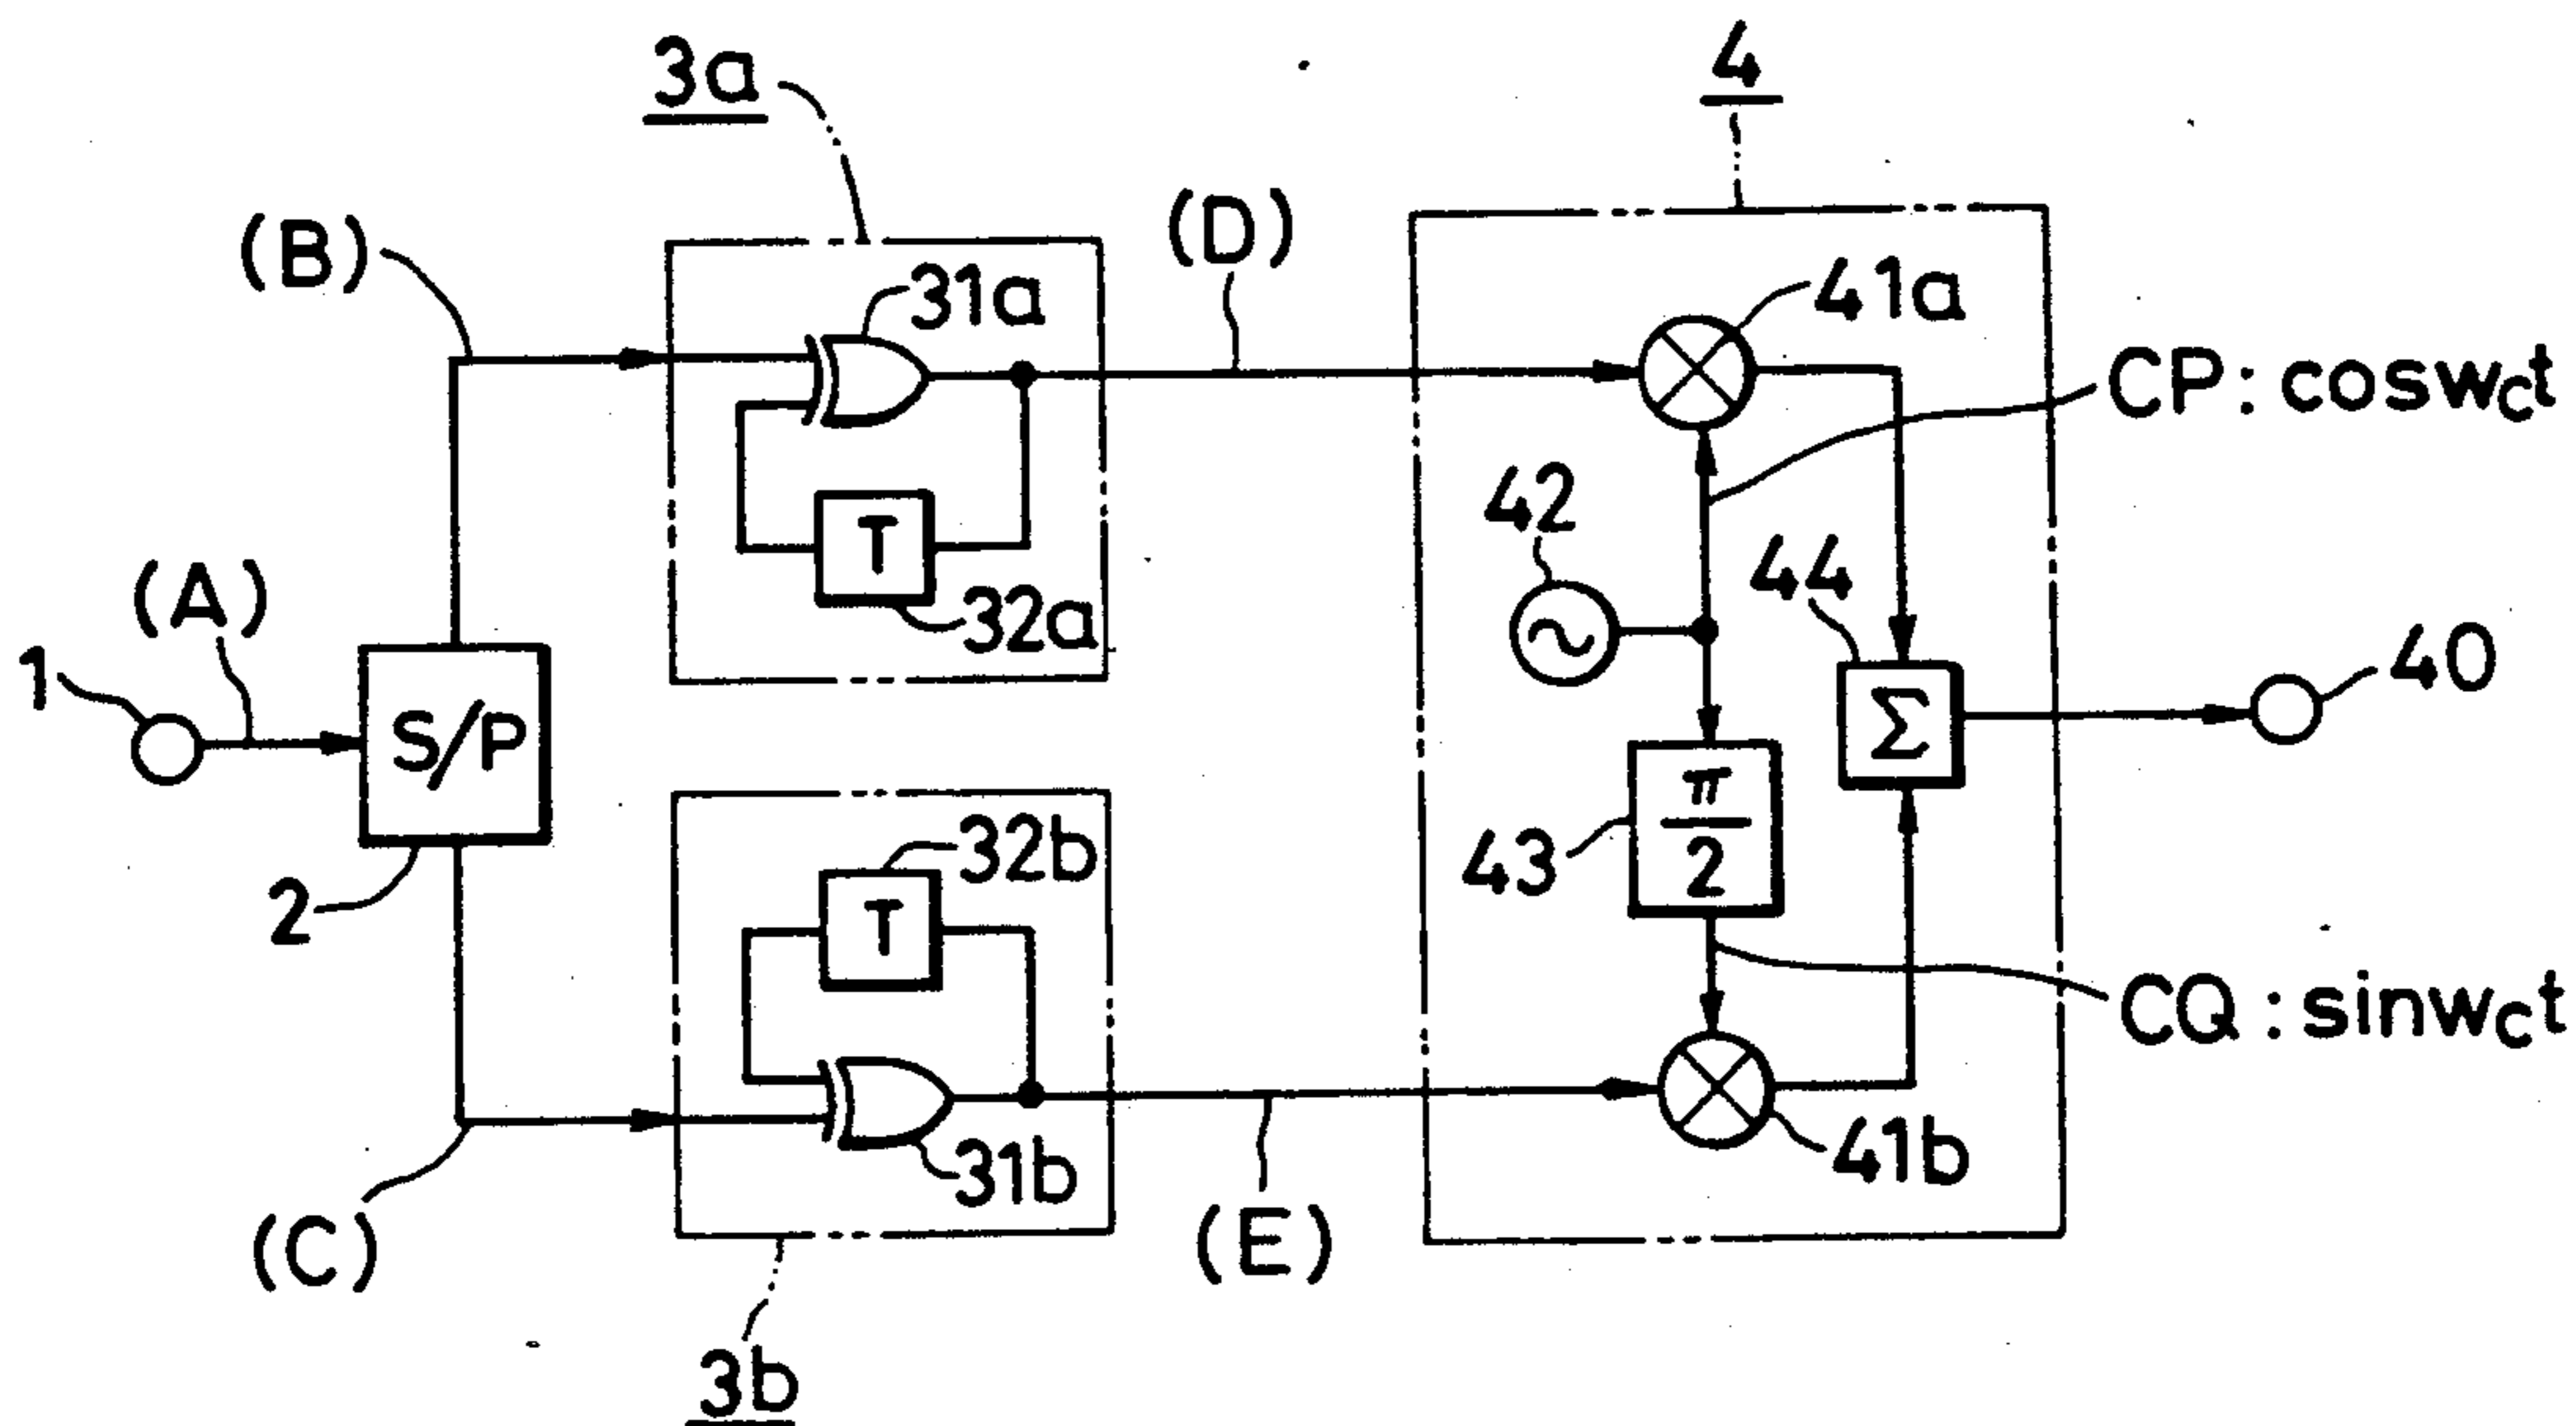 3a
4
(B)
(D)
31a
41a
CP: coswct
T
32a
42
44
(A)
1
S/P
Σ
40
2
π
2
43
32b
T
CQ: sinwct
31b
41b
(C)
(E)
3b